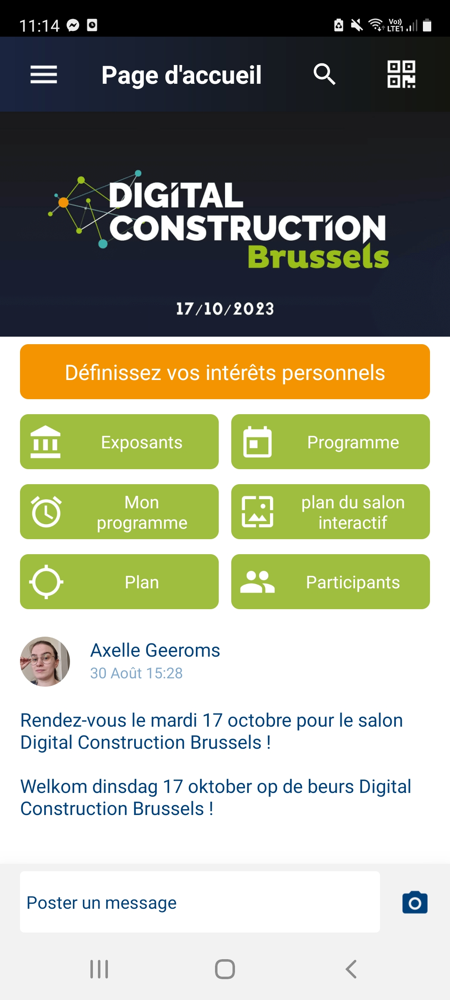 11:14
Vo))
LTE1
Page d'accueil
DIGITAL
CONSTRUCTION
Brussels
17/10/2023
Définissez vos intérêts personnels
Exposants
Programme
Mon
programme
plan du salon
interactif
Plan
Participants
Axelle Geeroms
30 Août 15:28
Rendez-vous le mardi 17 octobre pour le salon
Digital Construction Brussels !
Welkom dinsdag 17 oktober op de beurs Digital
Construction Brussels !
Poster un message